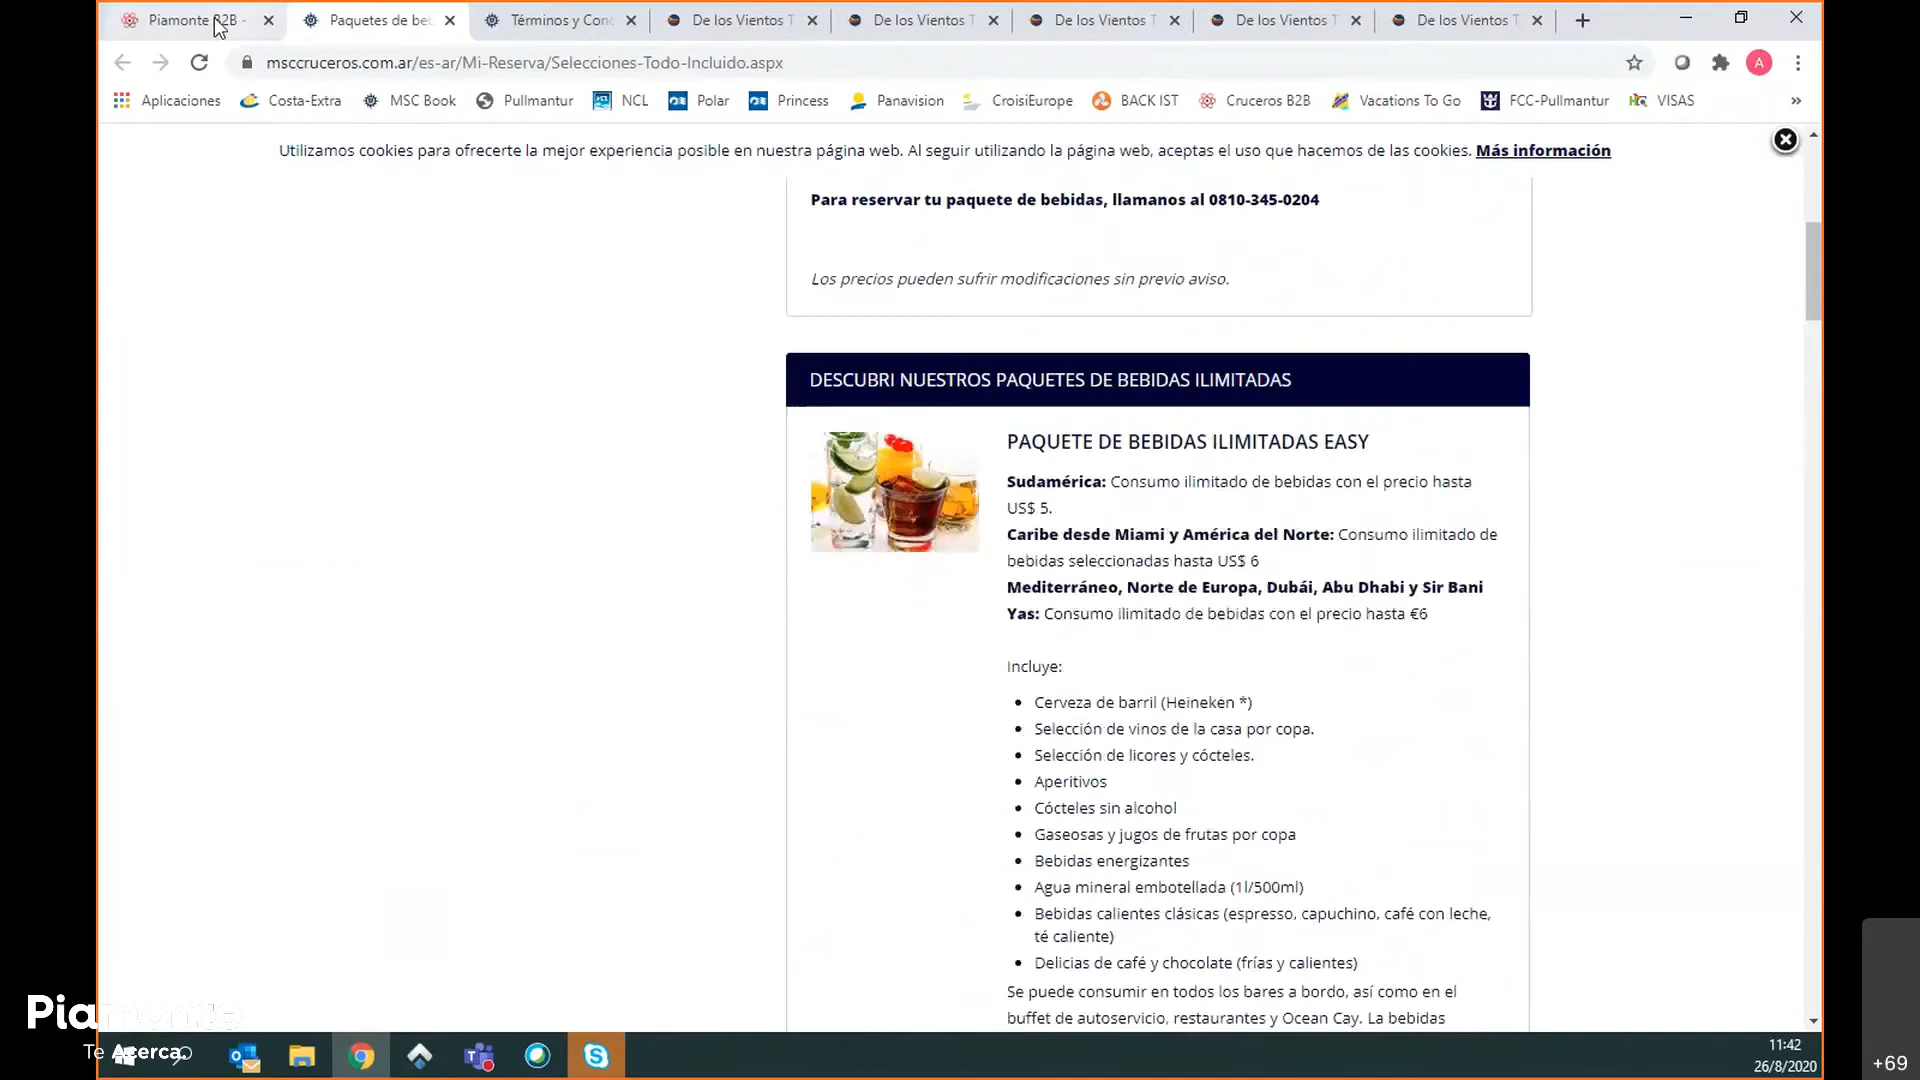 Piamonte B2B -
Paquetes de beb
Términos y Cond
De los Vientos T
De los Vientos T
De los Vientos T
De los Vientos T
De los Vientos T
msccruceros.com.ar/es-ar/Mi-Reserva/Selecciones-Todo-Incluido.aspx
A
Aplicaciones
Costa-Extra
MSC Book
Pullmantur
NCL
Polar
Princess
Panavision
CroisiEurope
BACK IST
Cruceros B2B
Vacations To Go
FCC-Pullmantur
VISAS
Utilizamos cookies para ofrecerte la mejor experiencia posible en nuestra página web. Al seguir utilizando la página web, aceptas el uso que hacemos de las cookies. Más información
Para reservar tu paquete de bebidas, llamanos al 0810-345-0204
Los precios pueden sufrir modificaciones sin previo aviso.
DESCUBRI NUESTROS PAQUETES DE BEBIDAS ILIMITADAS
PAQUETE DE BEBIDAS ILIMITADAS EASY
Sudamérica: Consumo ilimitado de bebidas con el precio hasta
US$ 5.
Caribe desde Miami y América del Norte: Consumo ilimitado de
bebidas seleccionadas hasta US$ 6
Mediterráneo, Norte de Europa, Dubái, Abu Dhabi y Sir Bani
Yas: Consumo ilimitado de bebidas con el precio hasta €6
Incluye:
• Cerveza de barril (Heineken *)
• Selección de vinos de la casa por copa.
• Selección de licores y cócteles.
• Aperitivos
• Cócteles sin alcohol
• Gaseosas y jugos de frutas por copa
• Bebidas energizantes
• Agua mineral embotellada (1l/500ml)
• Bebidas calientes clásicas (espresso, capuchino, café con leche,
té caliente)
• Delicias de café y chocolate (frías y calientes)
Se puede consumir en todos los bares a bordo, así como en el
buffet de autoservicio, restaurantes y Ocean Cay. La bebidas
Piamonte
Te Acerca.
11:42
26/8/2020
+69